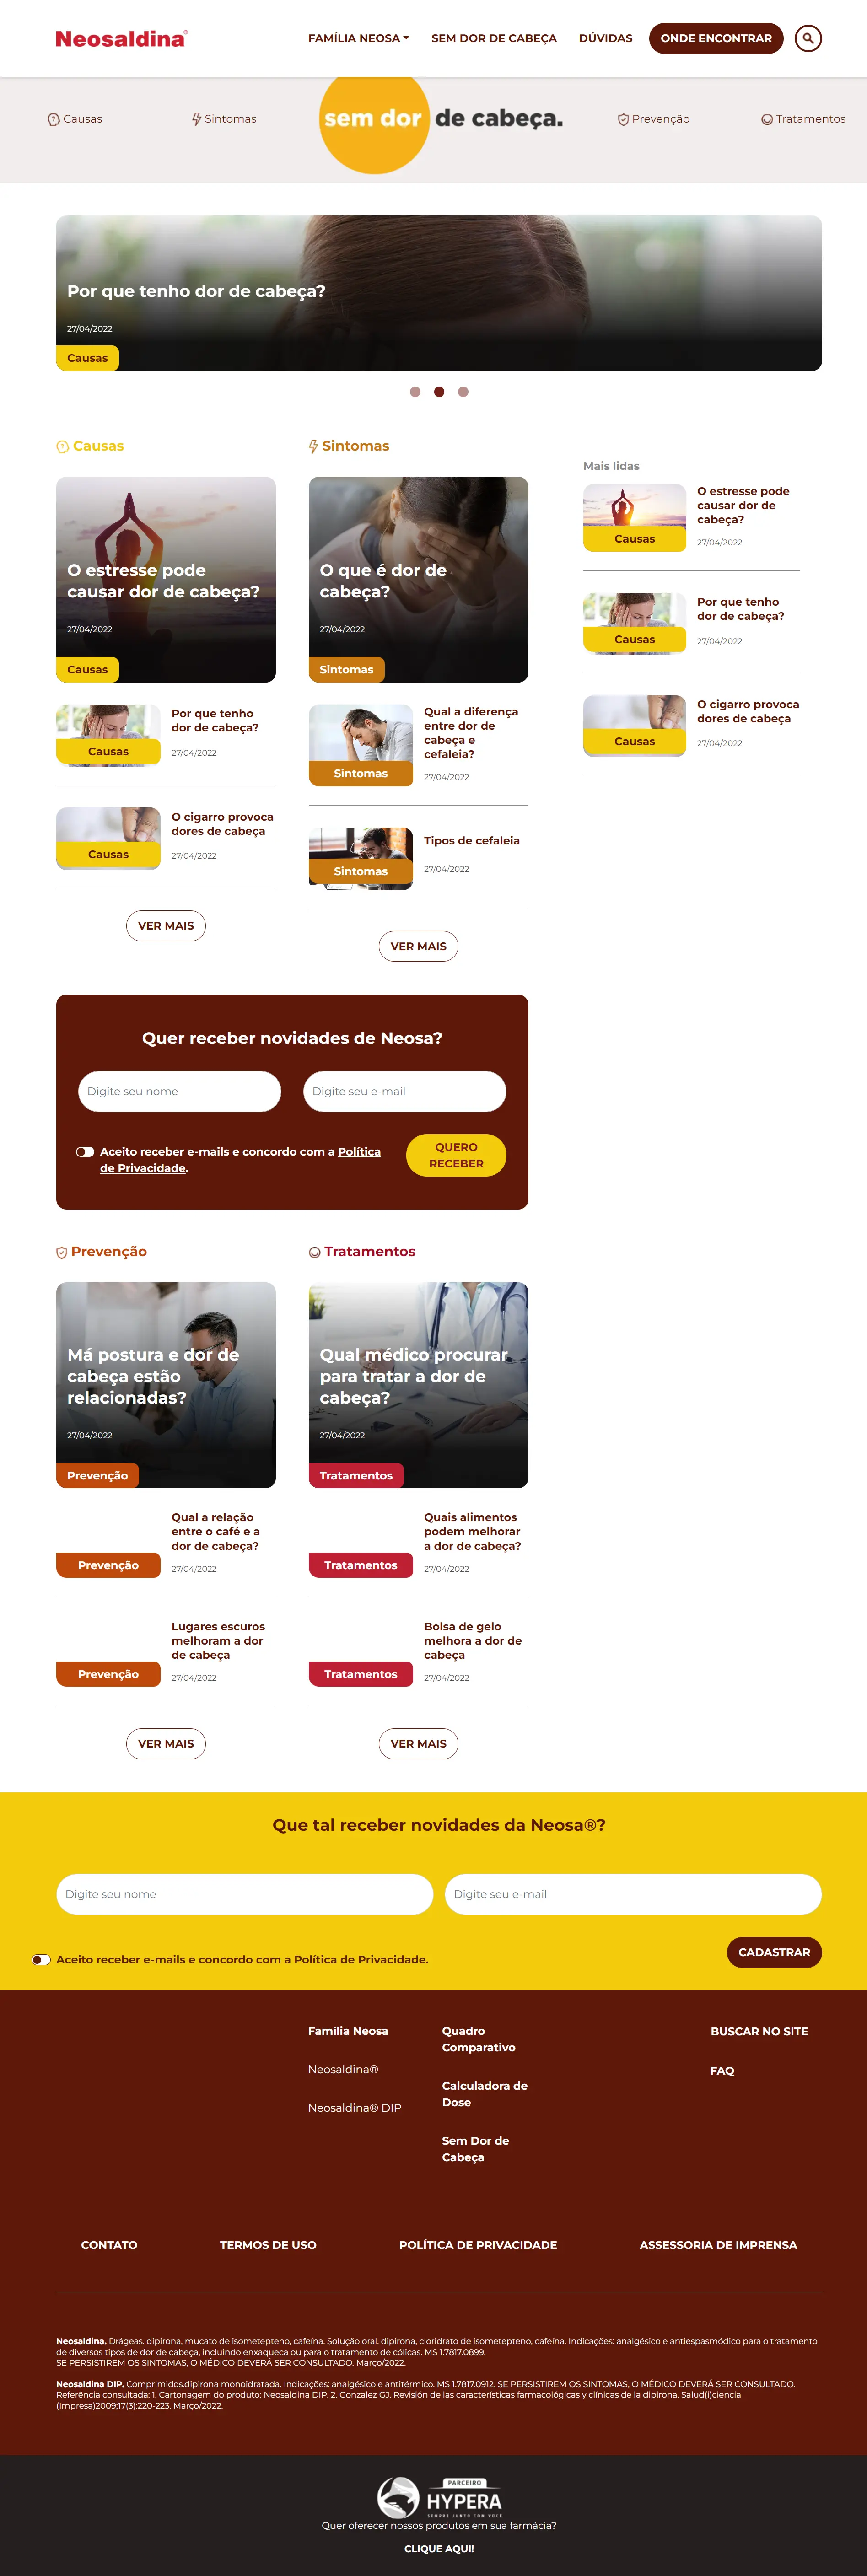 Neosaldina®
FAMÍLIA NEOSA
SEM DOR DE CABEÇA
DÚVIDAS
ONDE ENCONTRAR
Causas
Sintomas
sem dor de cabeça.
Prevenção
Tratamentos
Por que tenho dor de cabeça?
27/04/2022
Causas
Causas
O estresse pode
causar dor de cabeça?
27/04/2022
Causas
Causas
Por que tenho
dor de cabeça?
27/04/2022
Causas
O cigarro provoca
dores de cabeça
27/04/2022
VER MAIS
Sintomas
O que é dor de
cabeça?
27/04/2022
Sintomas
Sintomas
Qual a diferença
entre dor de
cabeça e
cefaleia?
27/04/2022
Sintomas
Tipos de cefaleia
27/04/2022
VER MAIS
Mais lidas
Causas
O estresse pode
causar dor de
cabeça?
27/04/2022
Causas
Por que tenho
dor de cabeça?
27/04/2022
Causas
O cigarro provoca
dores de cabeça
27/04/2022
Quer receber novidades de Neosa?
Digite seu nome
Digite seu e-mail
Aceito receber e-mails e concordo com a Política
de Privacidade.
QUERO
RECEBER
Prevenção
Má postura e dor de
cabeça estão
relacionadas?
27/04/2022
Prevenção
Prevenção
Qual a relação
entre o café e a
dor de cabeça?
27/04/2022
Prevenção
Lugares escuros
melhoram a dor
de cabeça
27/04/2022
VER MAIS
Tratamentos
Qual médico procurar
para tratar a dor de
cabeça?
27/04/2022
Tratamentos
Tratamentos
Quais alimentos
podem melhorar
a dor de cabeça?
27/04/2022
Tratamentos
Bolsa de gelo
melhora a dor de
cabeça
27/04/2022
VER MAIS
Que tal receber novidades da Neosa®?
Digite seu nome
Digite seu e-mail
Aceito receber e-mails e concordo com a Política de Privacidade.
CADASTRAR
Família Neosa
Neosaldina®
Neosaldina® DIP
Quadro
Comparativo
Calculadora de
Dose
Sem Dor de
Cabeça
BUSCAR NO SITE
FAQ
CONTATO
TERMOS DE USO
POLÍTICA DE PRIVACIDADE
ASSESSORIA DE IMPRENSA
Neosaldina. Drágeas. dipirona, mucato de isometepteno, cafeína. Solução oral. dipirona, cloridrato de isometepteno, cafeína. Indicações: analgésico e antiespasmódico para o tratamento
de diversos tipos de dor de cabeça, incluindo enxaqueca ou para o tratamento de cólicas. MS 1.7817.0899.
SE PERSISTIREM OS SINTOMAS, O MÉDICO DEVERÁ SER CONSULTADO. Março/2022.
Neosaldina DIP. Comprimidos.dipirona monoidratada. Indicações: analgésico e antitérmico. MS 1.7817.0912. SE PERSISTIREM OS SINTOMAS, O MÉDICO DEVERÁ SER CONSULTADO.
Referência consultada: 1. Cartonagem do produto: Neosaldina DIP. 2. Gonzalez GJ. Revisión de las características farmacológicas y clínicas de la dipirona. Salud(i)ciencia
(Impresa)2009;17(3):220-223. Março/2022.
PARCEIRO
HYPERA
SEMPRE JUNTO COM VOCÊ
Quer oferecer nossos produtos em sua farmácia?
CLIQUE AQUI!